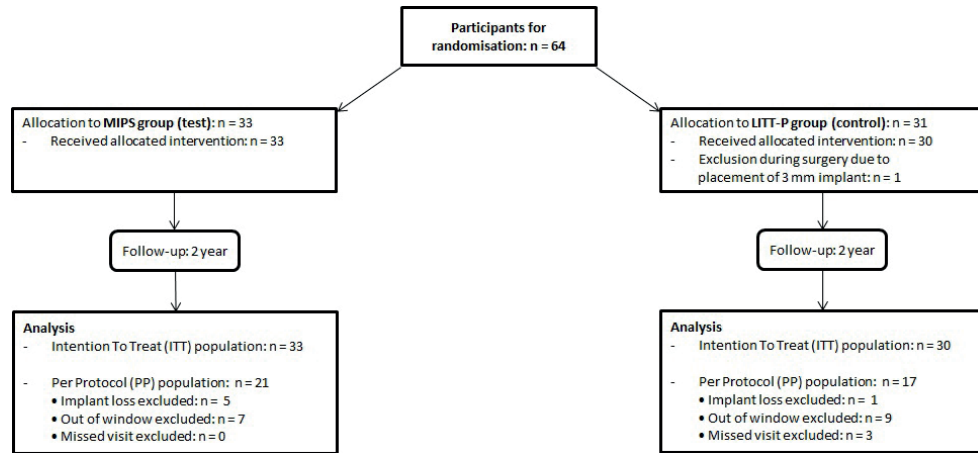 Participants for
randomisation: n = 64
Allocation to MIPS group (test): n = 33
- Received allocated intervention: n = 33
Allocation to LITT-P group (control): n = 31
- Received allocated intervention: n = 30
- Exclusion during surgery due to
placement of 3 mm implant: n = 1
Follow-up: 2 year
Follow-up: 2 year
Analysis
- Intention To Treat (ITT) population: n = 33
- Per Protocol (PP) population: n = 21
• Implant loss excluded: n = 5
• Out of window excluded: n = 7
• Missed visit excluded: n = 0
Analysis
- Intention To Treat (ITT) population: n = 30
- Per Protocol (PP) population: n = 17
• Implant loss excluded: n = 1
• Out of window excluded: n = 9
• Missed visit excluded: n = 3